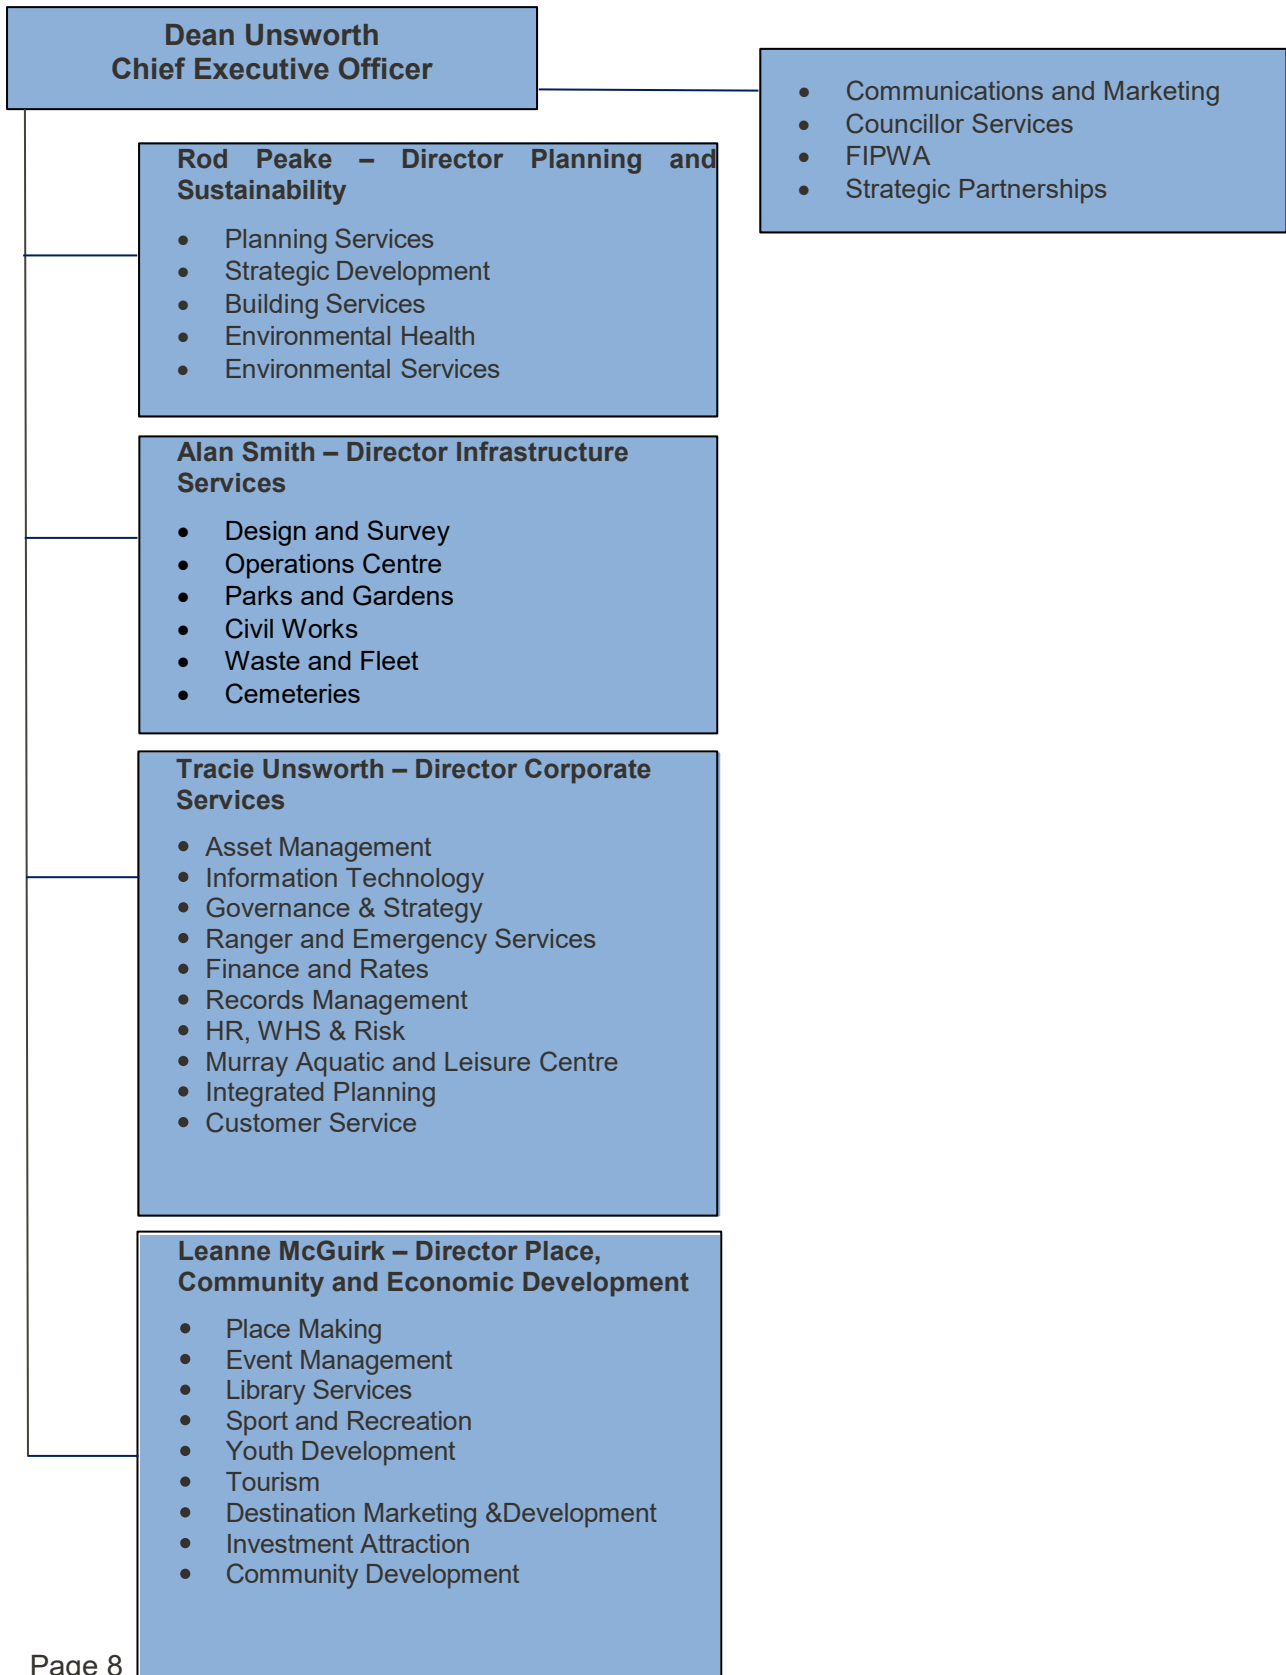 Dean Unsworth
Chief Executive Officer
• Communications and Marketing
• Councillor Services
• FIPWA
• Strategic Partnerships
Rod Peake – Director Planning and
Sustainability
• Planning Services
• Strategic Development
• Building Services
• Environmental Health
• Environmental Services
Alan Smith – Director Infrastructure
Services
• Design and Survey
• Operations Centre
• Parks and Gardens
• Civil Works
• Waste and Fleet
• Cemeteries
Tracie Unsworth – Director Corporate
Services
• Asset Management
• Information Technology
• Governance & Strategy
• Ranger and Emergency Services
• Finance and Rates
• Records Management
• HR, WHS & Risk
• Murray Aquatic and Leisure Centre
• Integrated Planning
• Customer Service
Leanne McGuirk – Director Place,
Community and Economic Development
• Place Making
• Event Management
• Library Services
• Sport and Recreation
• Youth Development
• Tourism
• Destination Marketing &Development
• Investment Attraction
• Community Development
Page 8